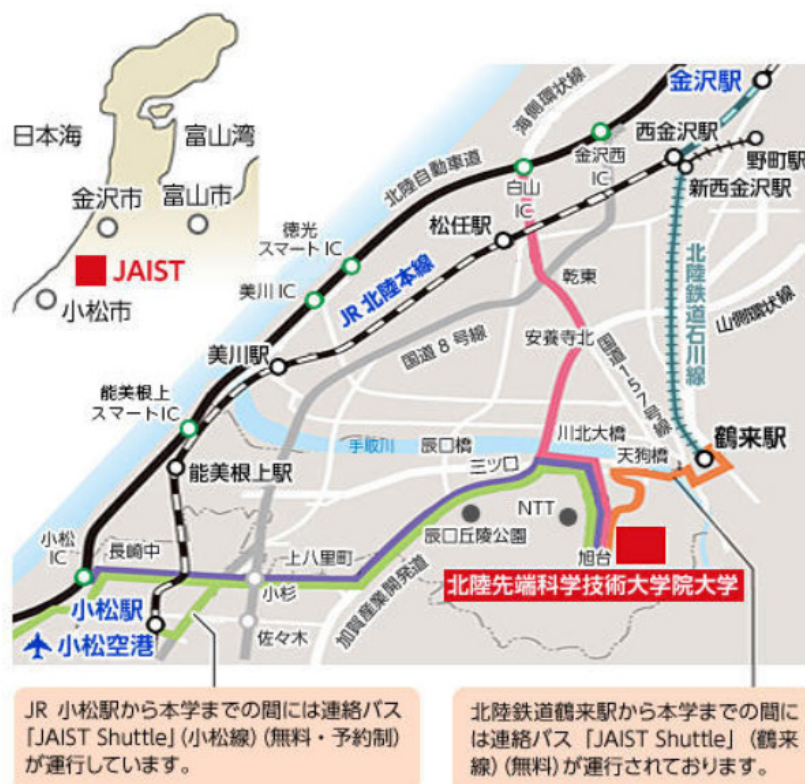 日本海
富山湾
金沢市
富山市
JAIST
小松市
金沢駅
海側環状線
西金沢駅
野町駅
金沢西
IC
新西金沢駅
北陸自動車道
白山
IC
松任駅
徳光
スマートIC
美川IC
JR北陸本線
乾東
北陸鉄道石川線
山側環状線
国道8号線
安養寺北
国道157号線
美川駅
能美根上
スマートIC
手取川
辰口橋
川北大橋
鶴来駅
天狗橋
三ツ口
能美根上駅
NTT
辰口丘陵公園
小松
IC
長崎中
上八里町
旭台
小杉
加賀産業開発道
北陸先端科学技術大学院大学
小松駅
小松空港
佐々木
JR 小松駅から本学までの間には連絡バス
「JAIST Shuttle」(小松線)(無料・予約制)
が運行しています。
北陸鉄道鶴来駅から本学までの間に
は連絡バス「JAIST Shuttle」(鶴来
線)(無料)が運行されております。